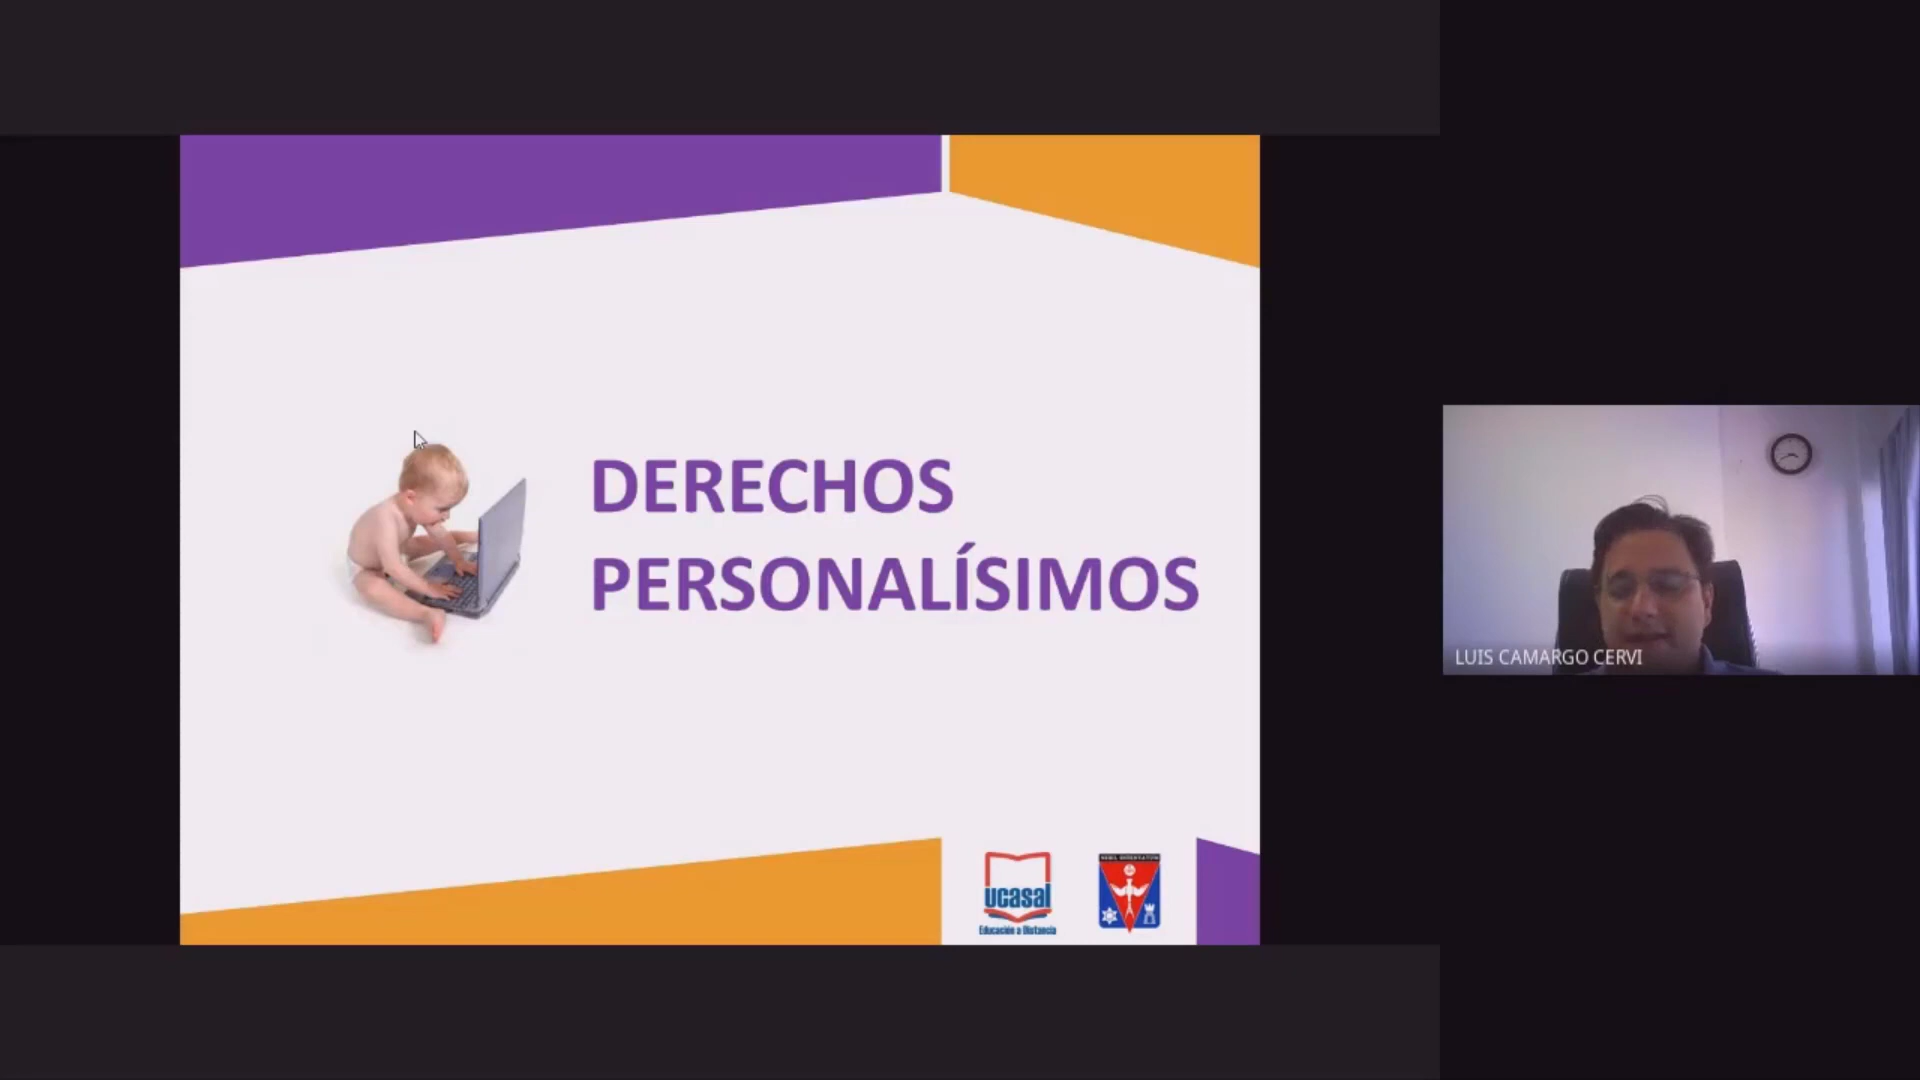 DERECHOS
PERSONALÍSIMOS
ucasal
Educación a Distancia
LUIS CAMARGO CERVI